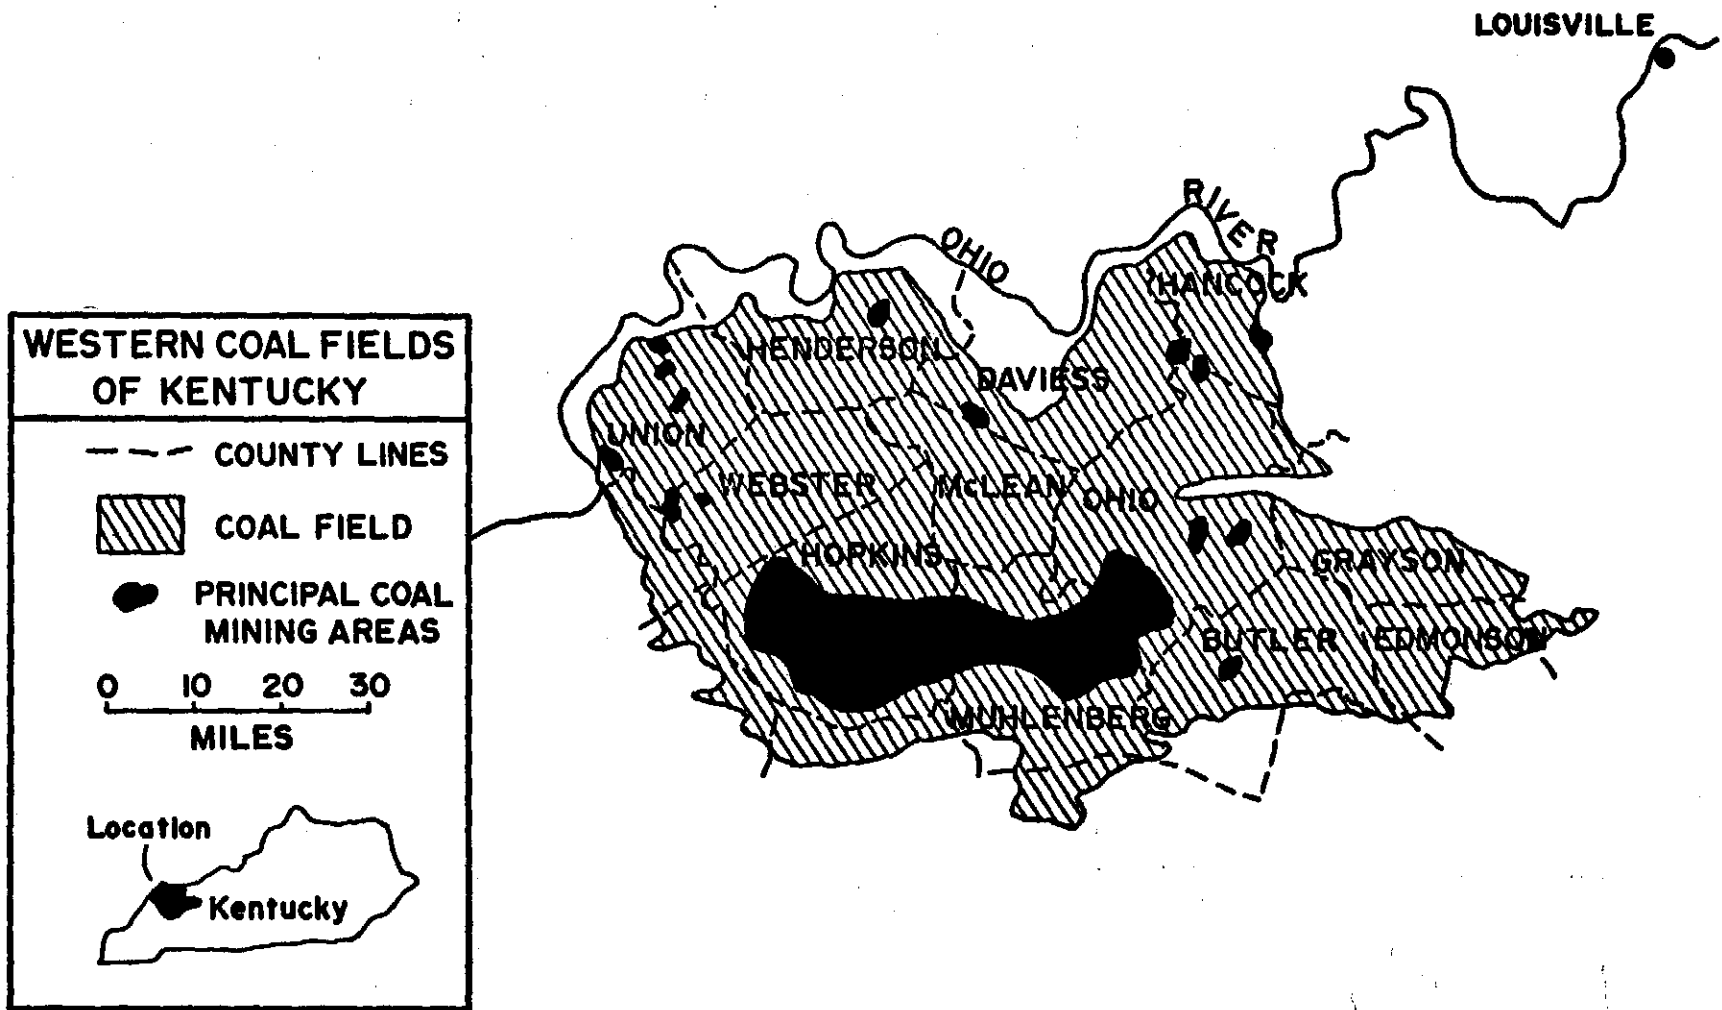 LOUISVILLE
OHIO
RIVER
HANCOCK
HENDERSON
DAVIESS
UNION
WEBSTER
McLEAN
OHIO
HOPKINS
GRAYSON
BUTLER
EDMONSON
MUHLENBERG
WESTERN COAL FIELDS
OF KENTUCKY
COUNTY LINES
COAL FIELD
PRINCIPAL COAL
MINING AREAS
0 10 20 30
MILES
Location
Kentucky